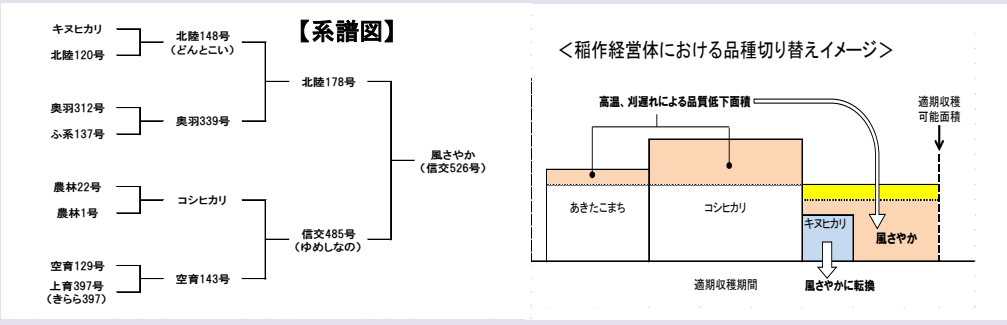 【系譜図】
キヌヒカリ
北陸120号
北陸148号
（どんとこい）
奥羽312号
ふ系137号
奥羽339号
北陸178号
農林22号
農林1号
コシヒカリ
空育129号
上育397号
（きらら397）
空育143号
信交485号
（ゆめしなの）
風さやか
（信交526号）
＜稲作経営体における品種切り替えイメージ＞
高温、刈遅れによる品質低下面積
適期収穫
可能面積
あきたこまち
コシヒカリ
キヌヒカリ
風さやか
適期収穫期間
風さやかに転換